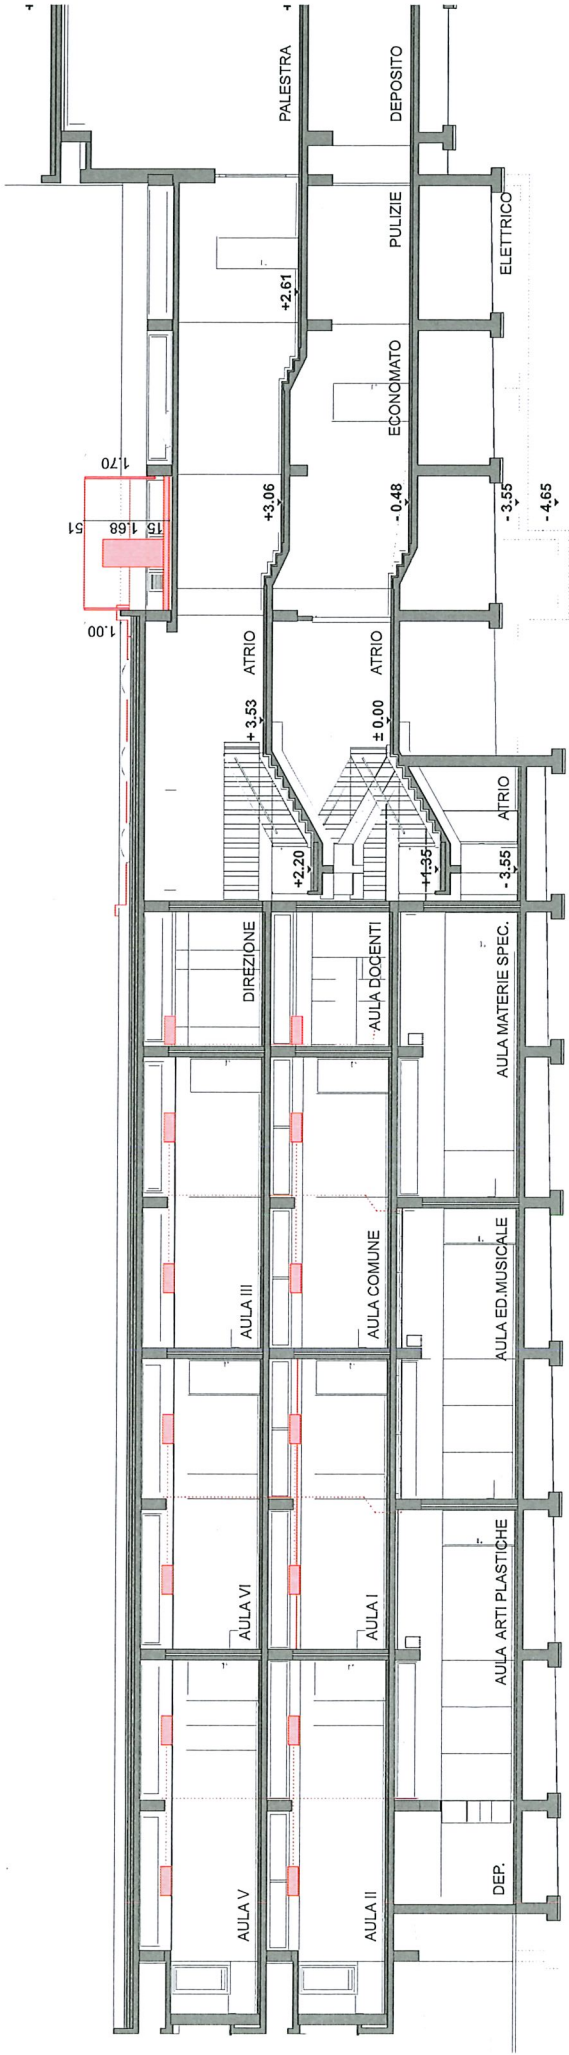 PALESTRA
DEPOSITO
PULIZIE
ELETTRICO
+2.61
ECONOMATO
1.70
51
1.68
15
1.00
+3.06
- 0.48
- 3.55
- 4.65
ATRIO
ATRIO
+ 3.53
± 0.00
ATRIO
+2.20
+1.35
- 3.55
DIREZIONE
AULA DOCENTI
AULA MATERIE SPEC.
AULA III
AULA COMUNE
AULA ED.MUSICALE
AULA VI
AULA I
AULA ARTI PLASTICHE
AULA V
AULA II
DEP.